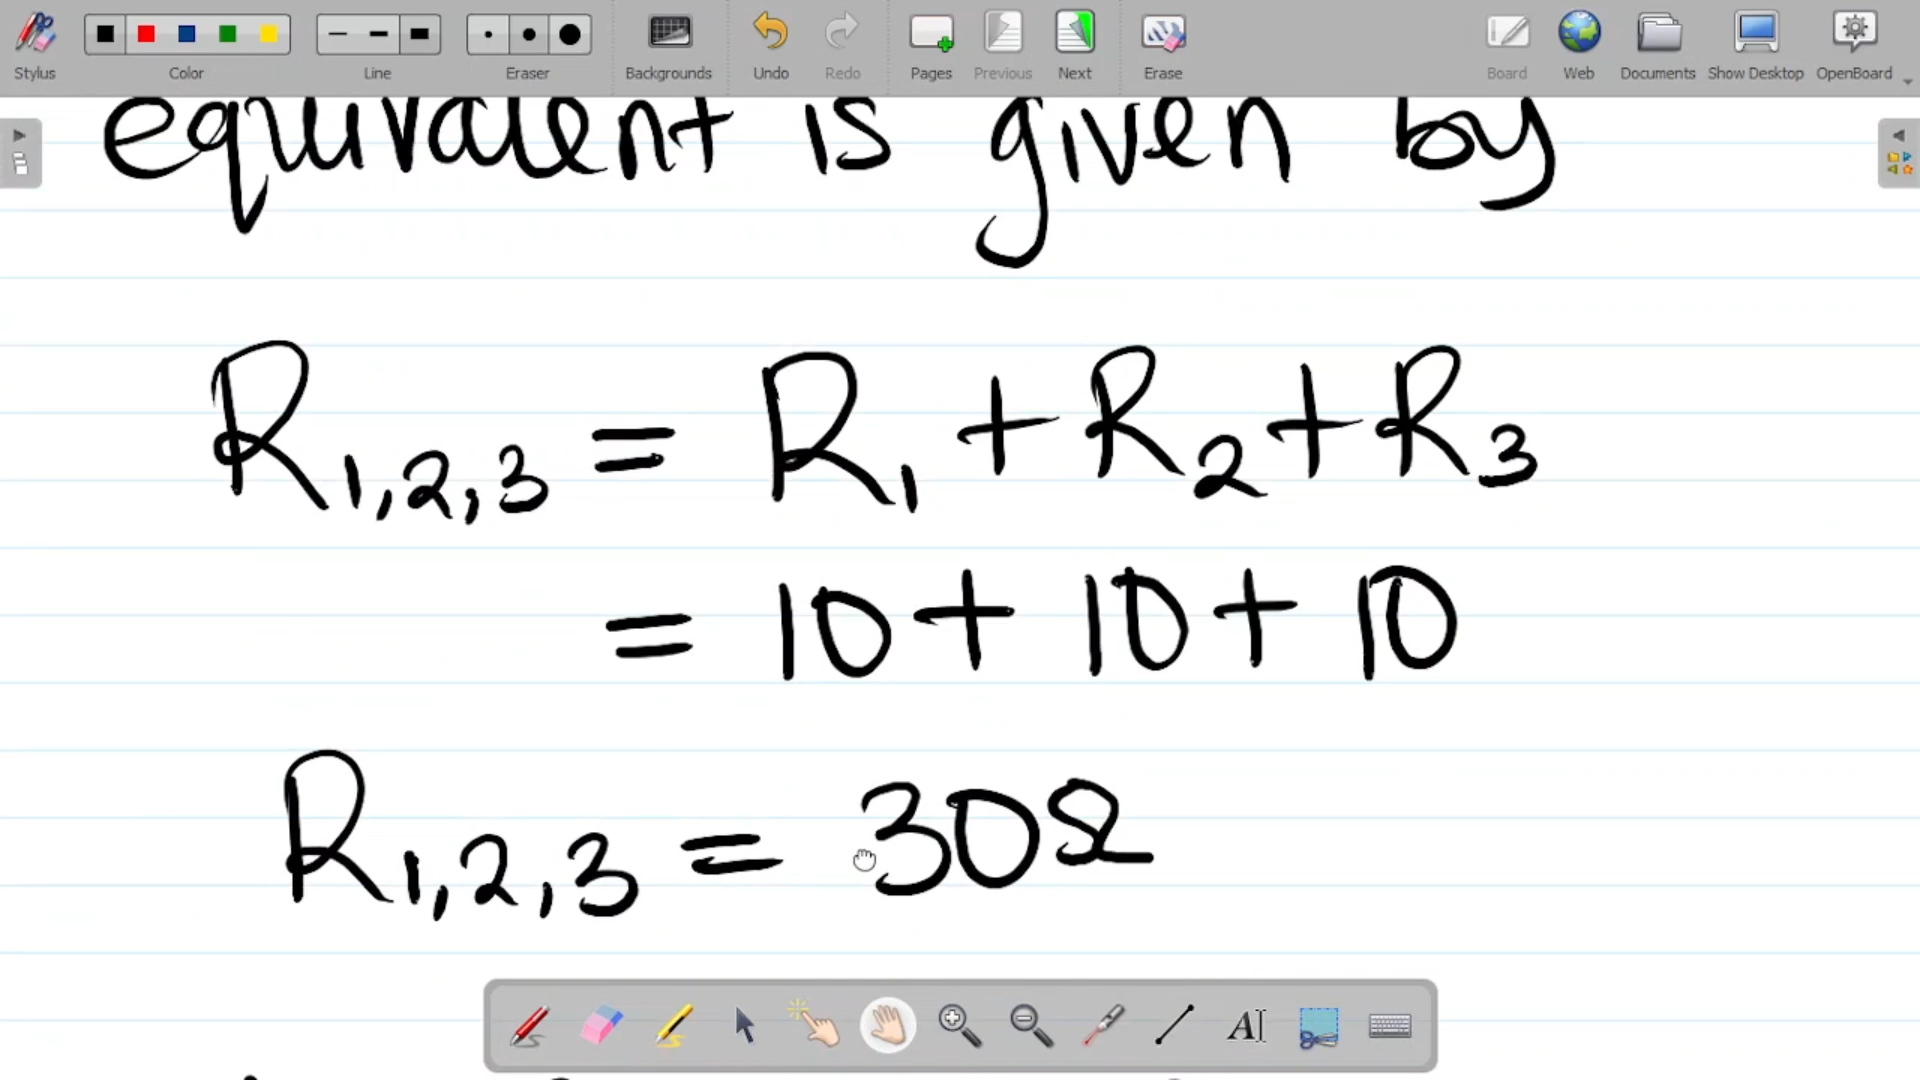 Stylus Color Line Eraser Backgrounds Undo Redo Pages Previous Next Erase Board Web Documents Show Desktop OpenBoard
equivalent is given by
R1,2,3 = R1 + R2 + R3
= 10 + 10 + 10
R1,2,3 = 30Ω